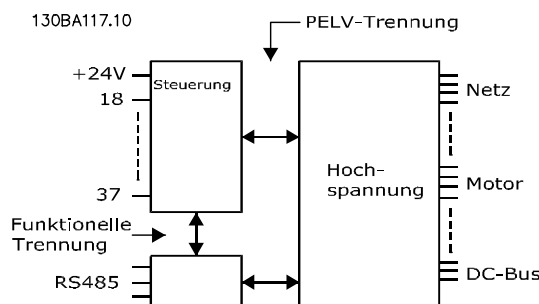 130BA117.10
PELV-Trennung
+24V
Steuerung
18
Netz
Hoch-
spannung
37
Motor
Funktionelle
Trennung
RS485
DC-Bus